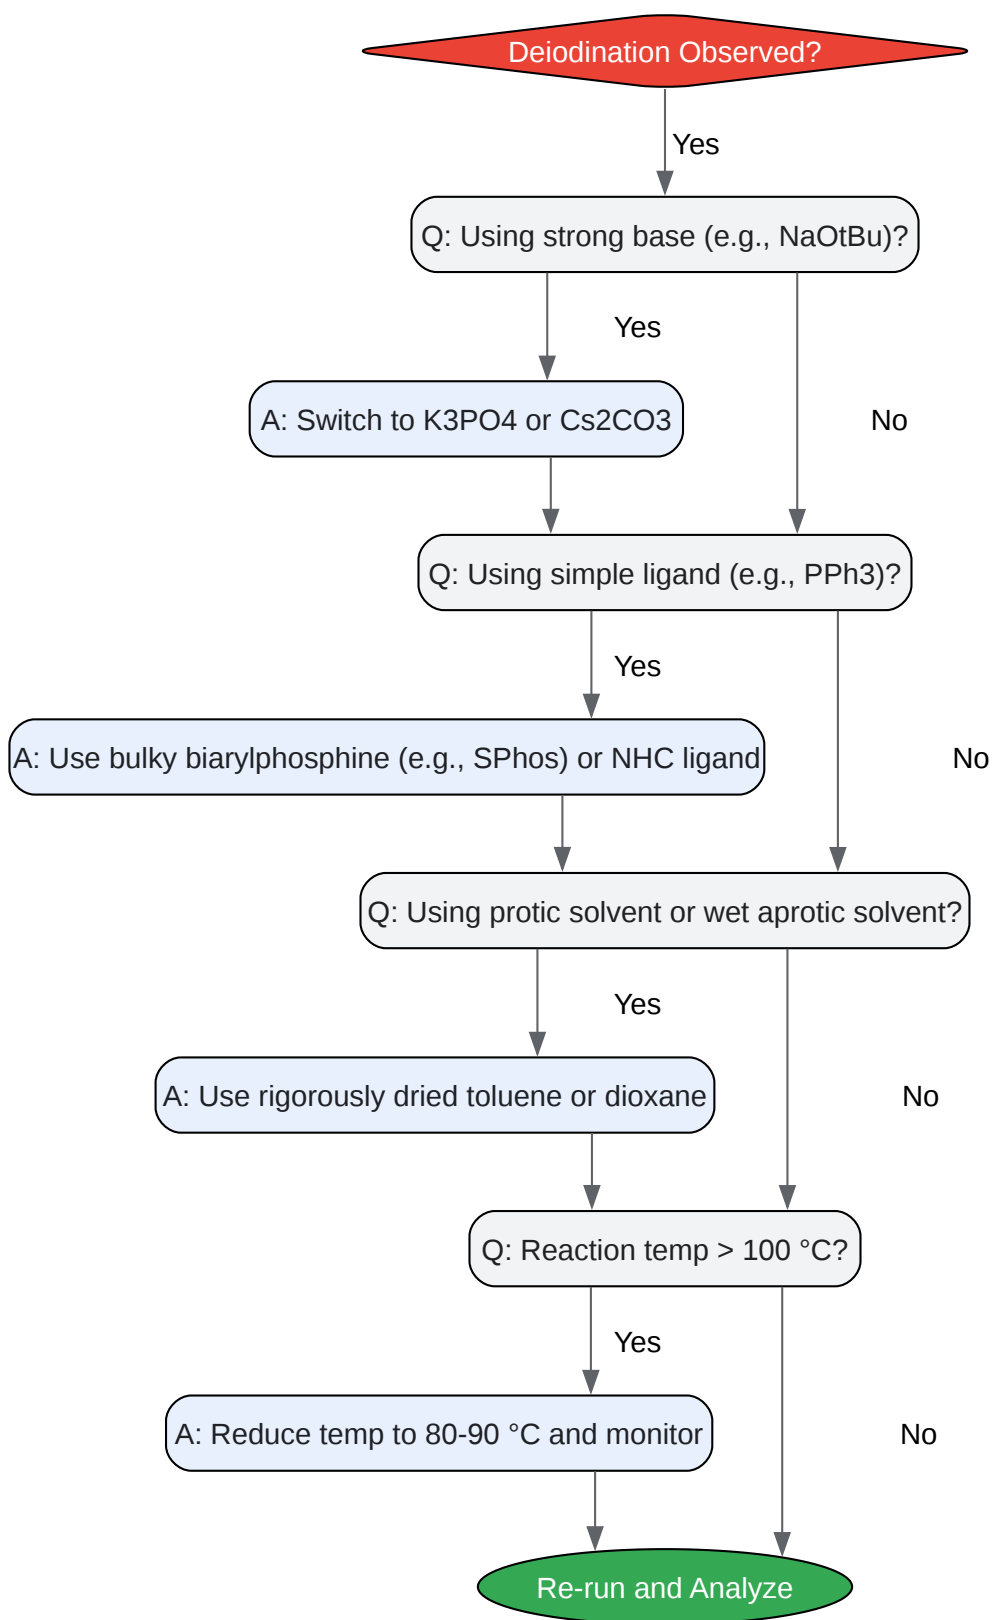 Deiodination Observed?
Yes
Q: Using strong base (e.g., NaOtBu)?
Yes
A: Switch to K3PO4 or Cs2CO3
No
Q: Using simple ligand (e.g., PPh3)?
Yes
A: Use bulky biarylphosphine (e.g., SPhos) or NHC ligand
No
Q: Using protic solvent or wet aprotic solvent?
Yes
A: Use rigorously dried toluene or dioxane
No
Q: Reaction temp > 100 °C?
Yes
A: Reduce temp to 80-90 °C and monitor
No
Re-run and Analyze